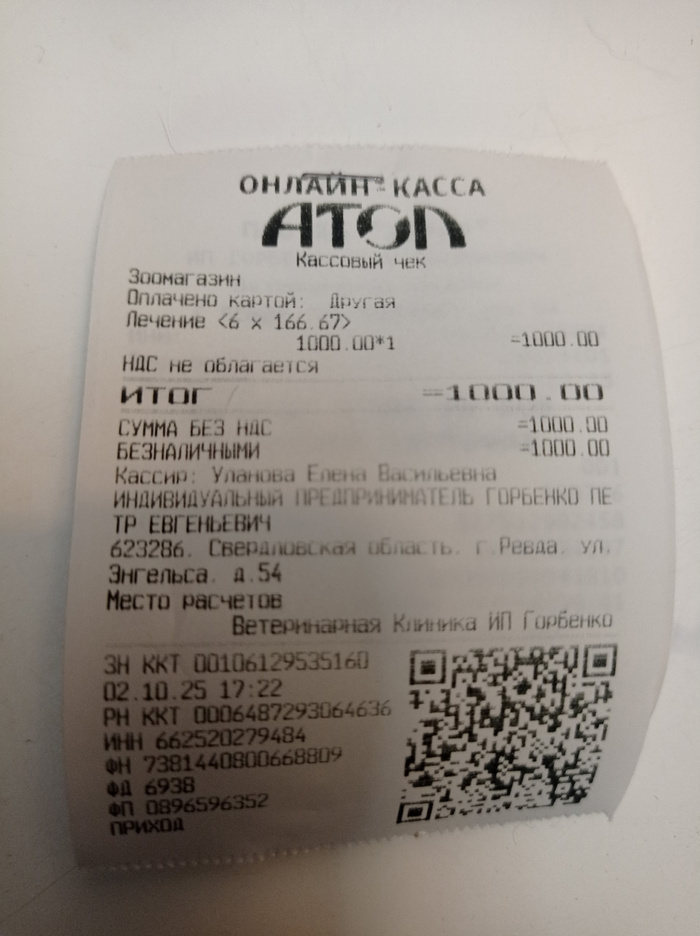 ОНЛАЙН-КАССА
АТОЛ
Кассовый чек
Зоомагазин
Оплачено картой: Другая
Лечение <6 x 166.67>
1000.00*1 =1000.00
НДС не облагается
ИТОГ =1000.00
СУММА БЕЗ НДС =1000.00
БЕЗНАЛИЧНЫМИ =1000.00
Кассир: Уланова Елена Васильевна
ИНДИВИДУАЛЬНЫЙ ПРЕДПРИНИМАТЕЛЬ ГОРБЕНКО ПЕ
ТР ЕВГЕНЬЕВИЧ
623286. Свердловская область. г.Ревда. ул.
Энгельса. д.54
Место расчетов
Ветеринарная Клиника ИП Горбенко
ЗН ККТ 00106129535160
02.10.25 17:22
РН ККТ 0006487293064636
ИНН 662520279484
ФН 7381440800668809
ФД 6938
ФП 0896596352
ПРИХОД